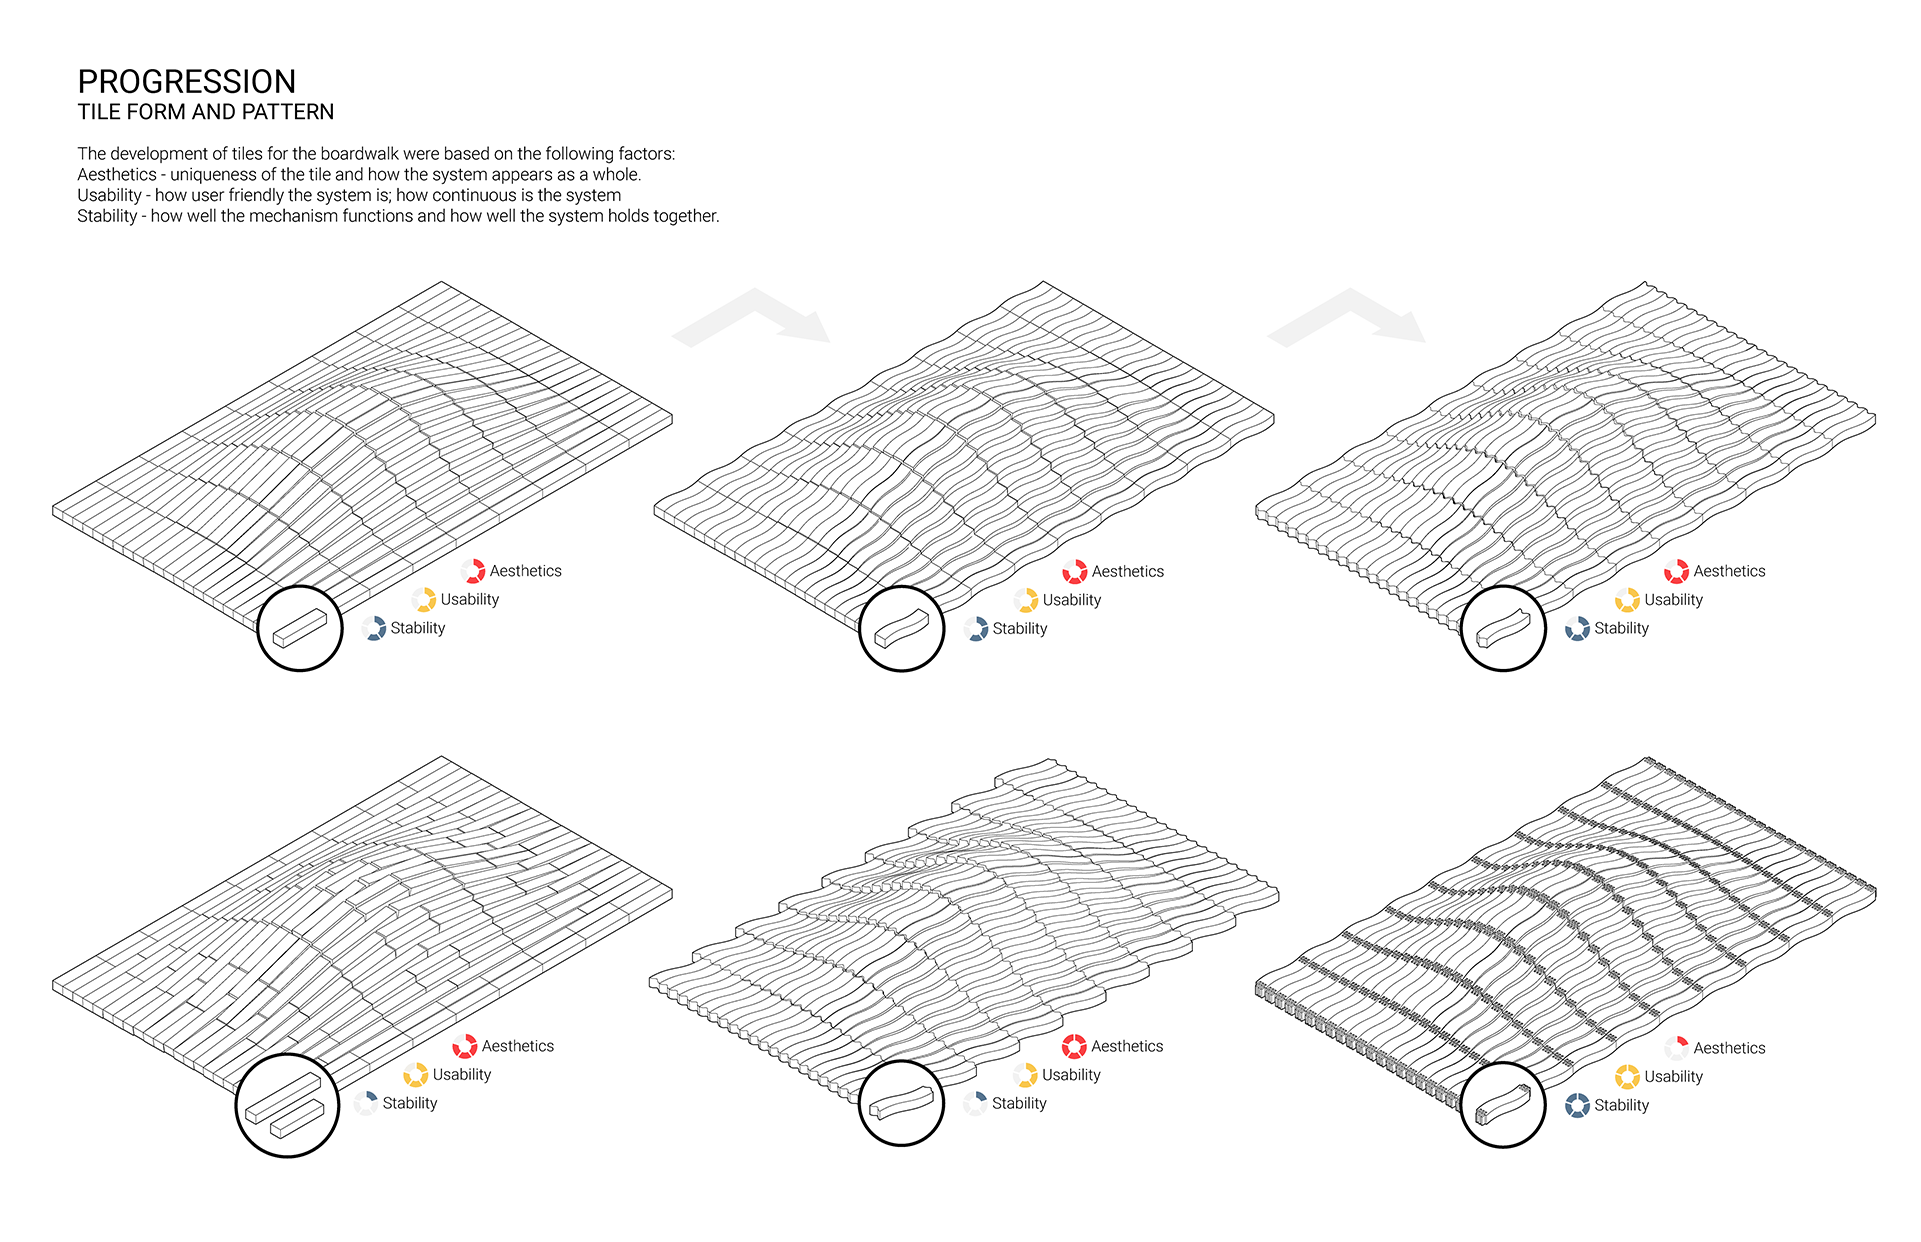 PROGRESSION
TILE FORM AND PATTERN
The development of tiles for the boardwalk were based on the following factors:
Aesthetics - uniqueness of the tile and how the system appears as a whole.
Usability - how user friendly the system is; how continuous is the system
Stability - how well the mechanism functions and how well the system holds together.
Aesthetics
Usability
Stability
Aesthetics
Usability
Stability
Aesthetics
Usability
Stability
Aesthetics
Usability
Stability
Aesthetics
Usability
Stability
Aesthetics
Usability
Stability